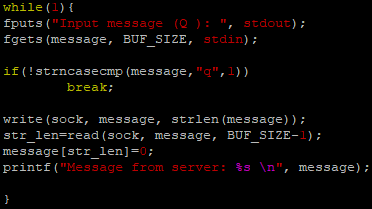 while(1){
fputs("Input message (Q ): ", stdout);
fgets(message, BUF_SIZE, stdin);
if(!strncasecmp(message,"q",1))
break;
write(sock, message, strlen(message));
str_len=read(sock, message, BUF_SIZE-1);
message[str_len]=0;
printf("Message from server: %s \n", message);
}